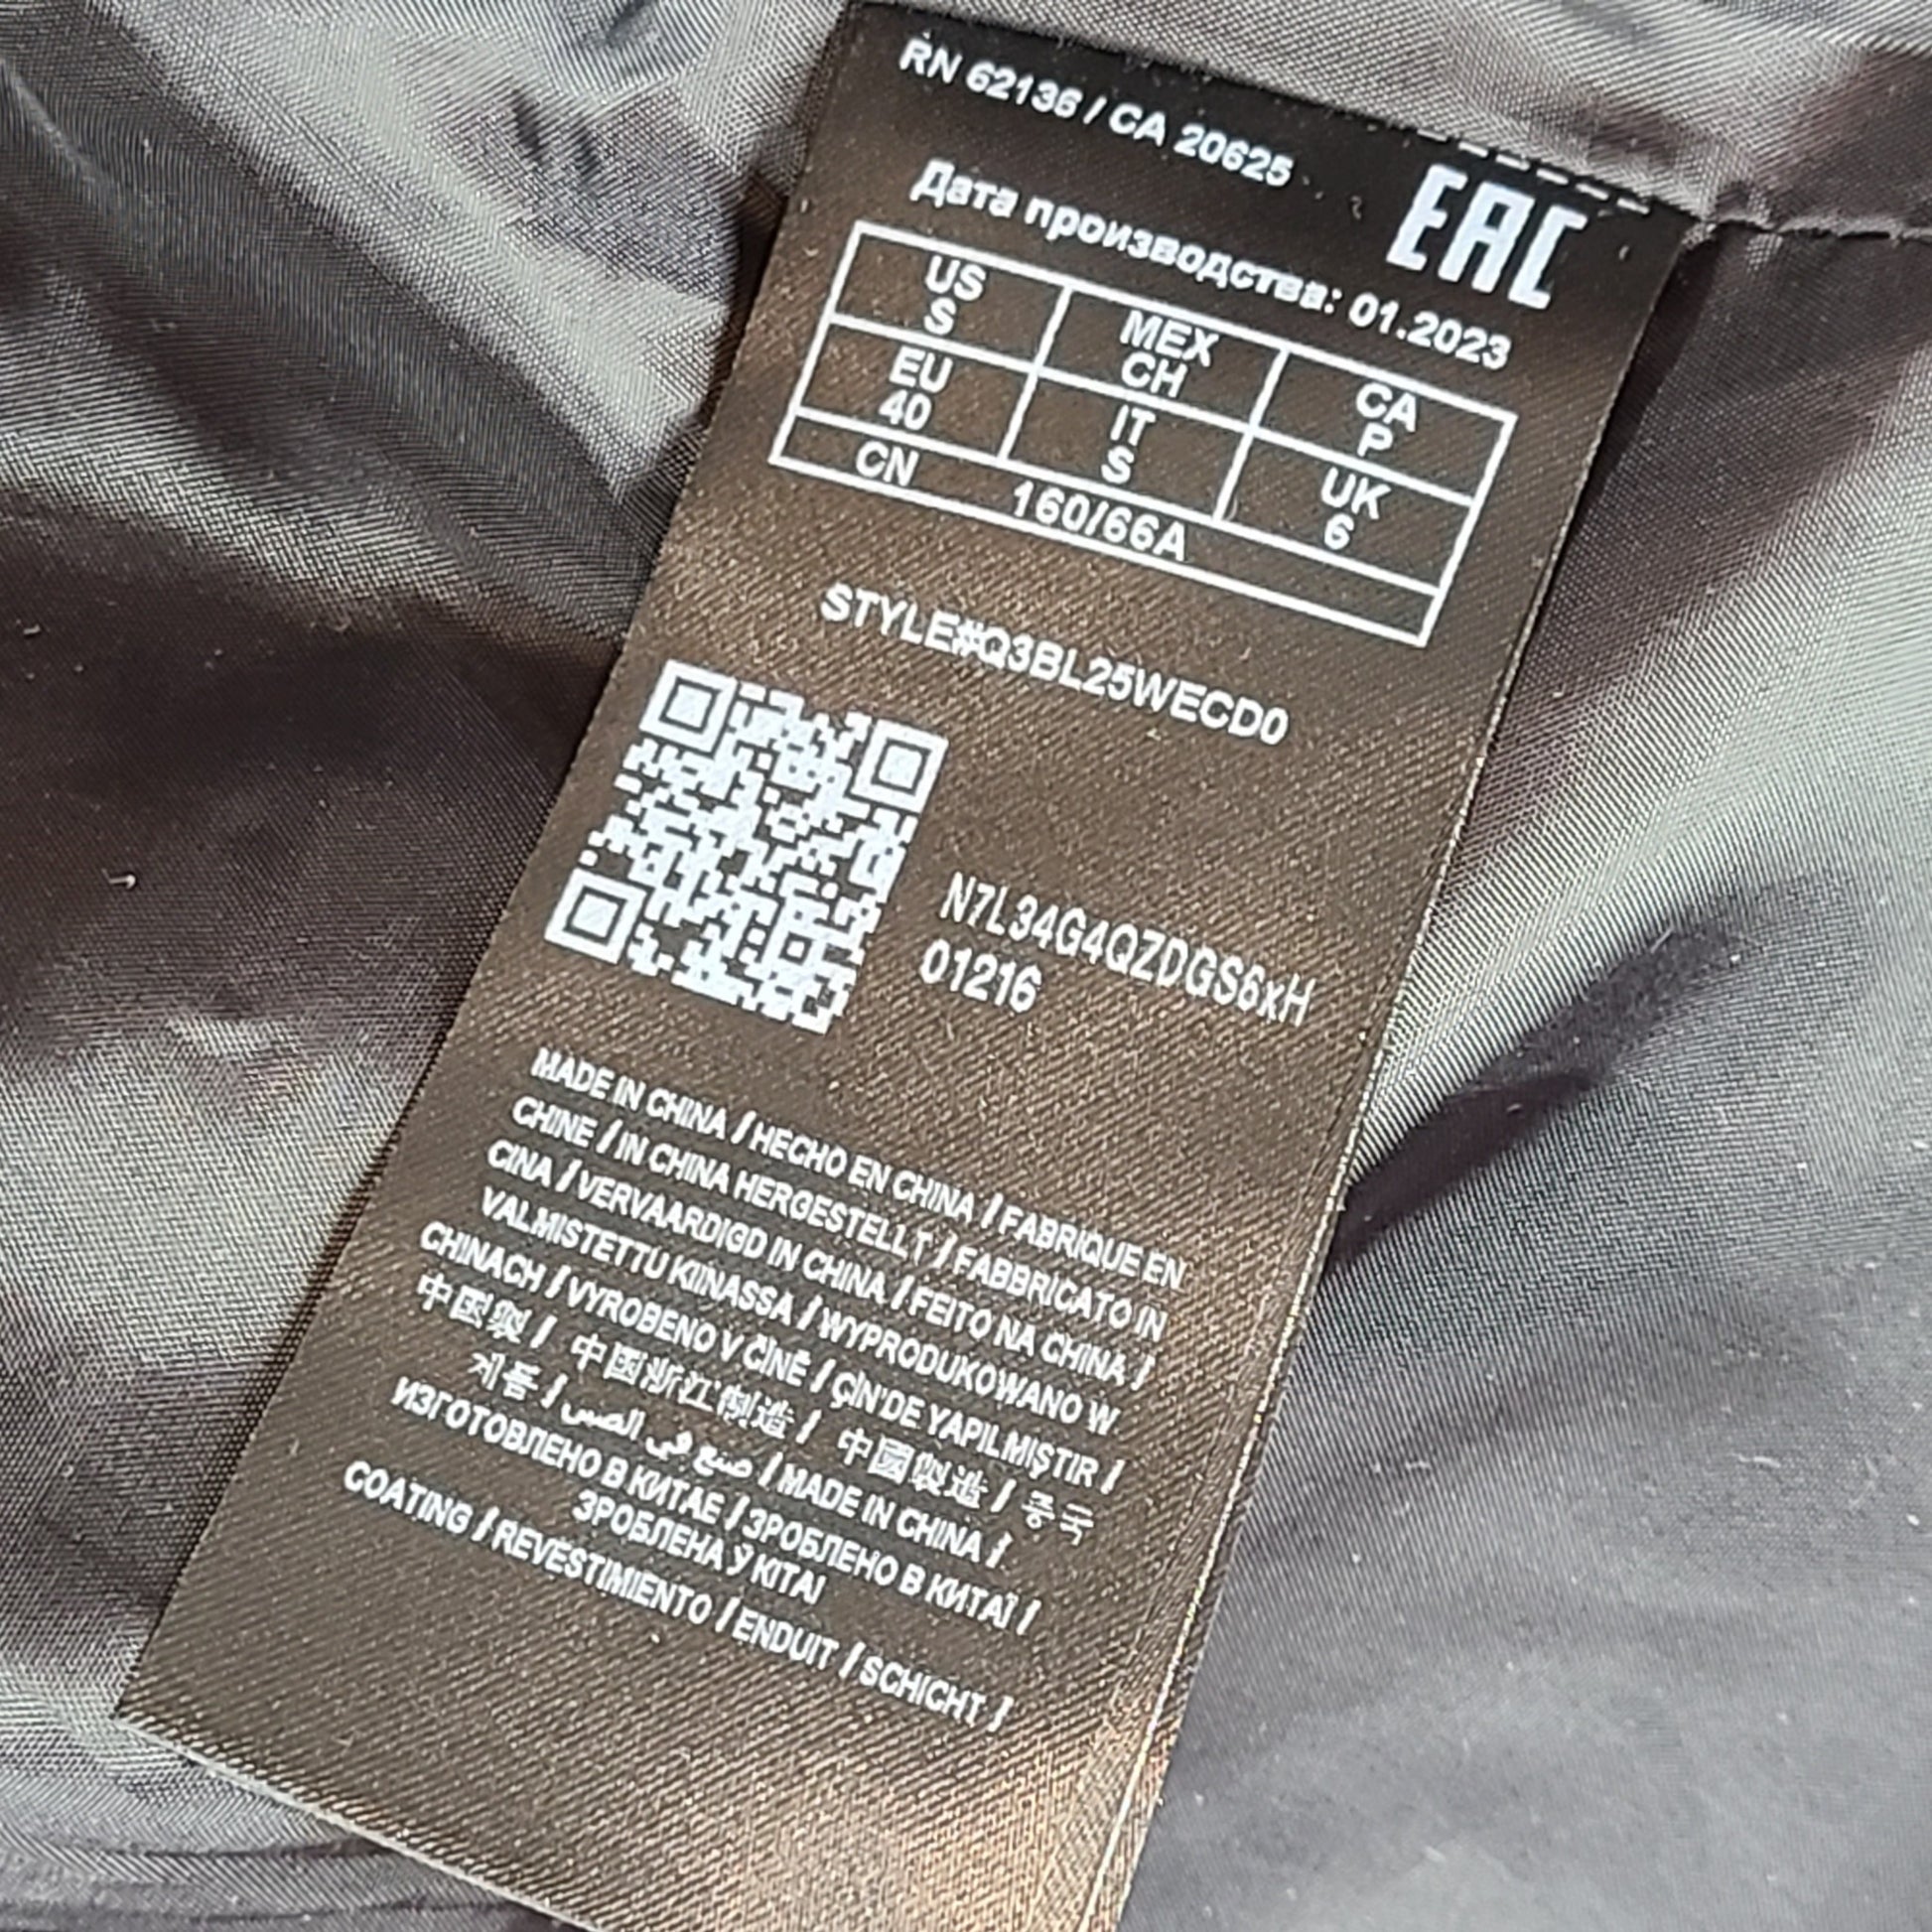 RN 62136 / CA 20625
EAC
Дата производства: 01.2023
US MEX CA
S CH P
EU IT UK
40 S 6
CN 160/66A
STYLE#Q3BL25WECD0
N7L34G4QZDGS6xH
01216
MADE IN CHINA / HECHO EN CHINA / FABRIQUE EN
CHINE / IN CHINA HERGESTELLT / FABBRICATO IN
CINA / VERVAARDIGD IN CHINA / FEITO NA CHINA /
VALMISTETTU KIINASSA / WYPRODUKOWANO W
CHINACH / VYROBENO V ČÍNĚ / ÇİN'DE YAPILMIŞTIR /
中国製 / 中国浙江制造 / 中國製造 / 중국
제품 / صنع في الصين / MADE IN CHINA /
ИЗГОТОВЛЕНО В КИТАЕ / ЗРОБЛЕНО В КИТАЇ /
ЗРОБЛЕНА Ў КІТАІ
COATING / REVESTIMIENTO / ENDUIT / SCHICHT /